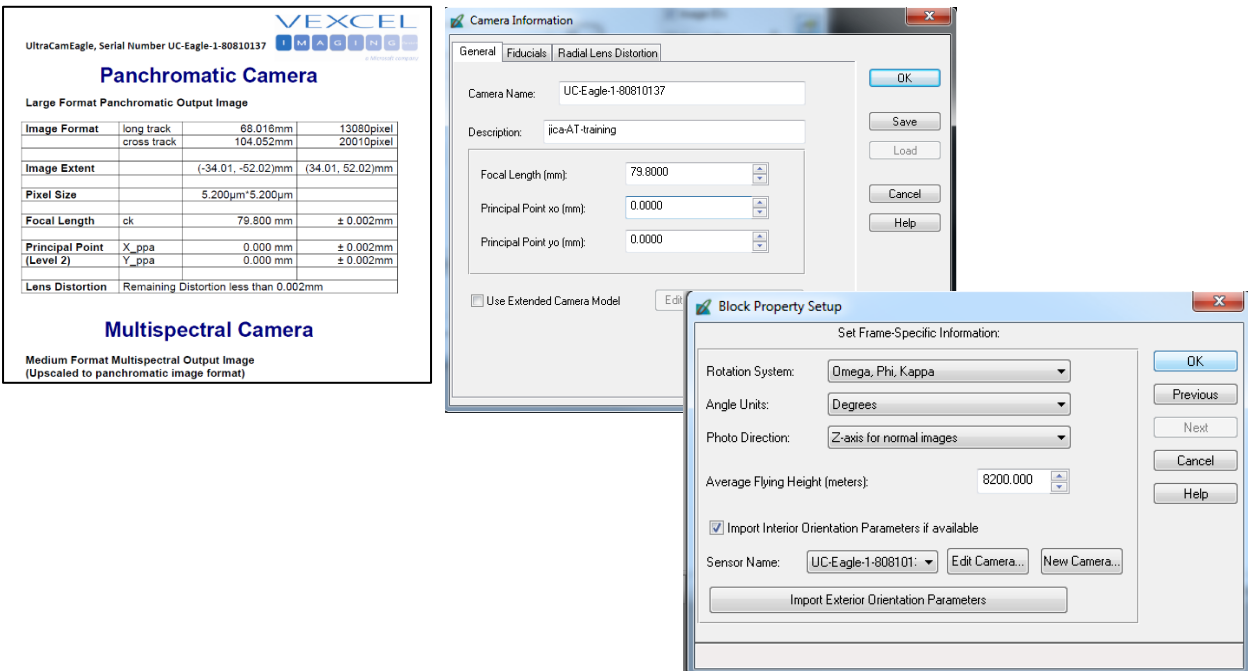 VEXCEL
IMAGING
a Microsoft company
UltraCamEagle, Serial Number UC-Eagle-1-80810137
Panchromatic Camera
Large Format Panchromatic Output Image
Image Format long track 68.016mm 13080pixel
cross track 104.052mm 20010pixel
Image Extent (-34.01, -52.02)mm (34.01, 52.02)mm
Pixel Size 5.200µm*5.200µm
Focal Length ck 79.800 mm ± 0.002mm
Principal Point X_ppa 0.000 mm ± 0.002mm
(Level 2) Y_ppa 0.000 mm ± 0.002mm
Lens Distortion Remaining Distortion less than 0.002mm
Multispectral Camera
Medium Format Multispectral Output Image
(Upscaled to panchromatic image format)
Camera Information
General Fiducials Radial Lens Distortion
Camera Name: UC-Eagle-1-80810137
Description: jica-AT-training
Focal Length (mm): 79.8000
Principal Point xo (mm): 0.0000
Principal Point yo (mm): 0.0000
Use Extended Camera Model Edit
OK
Save
Load
Cancel
Help
Block Property Setup
Set Frame-Specific Information:
Rotation System: Omega, Phi, Kappa
Angle Units: Degrees
Photo Direction: Z-axis for normal images
Average Flying Height (meters): 8200.000
Import Interior Orientation Parameters if available
Sensor Name: UC-Eagle-1-808101: Edit Camera... New Camera...
Import Exterior Orientation Parameters
OK
Previous
Next
Cancel
Help